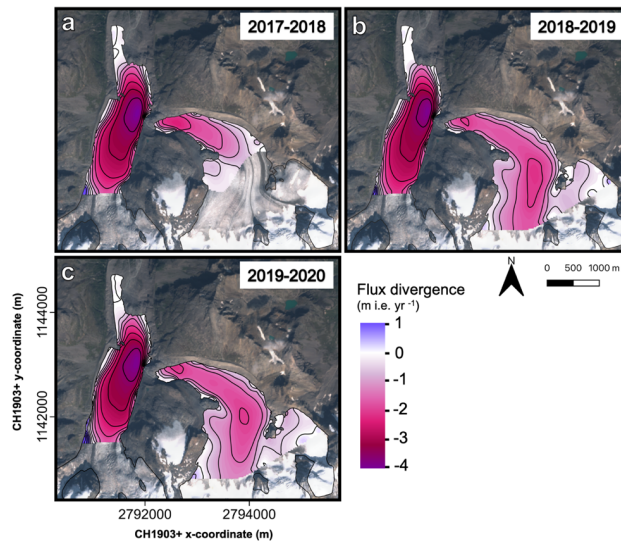 a
2017-2018
b
2018-2019
c
2019-2020
N
0 500 1000 m
Flux divergence
(m i.e. yr -1)
1
0
-1
-2
-3
-4
CH1903+ y-coordinate (m)
1144000
1142000
2792000 2794000
CH1903+ x-coordinate (m)